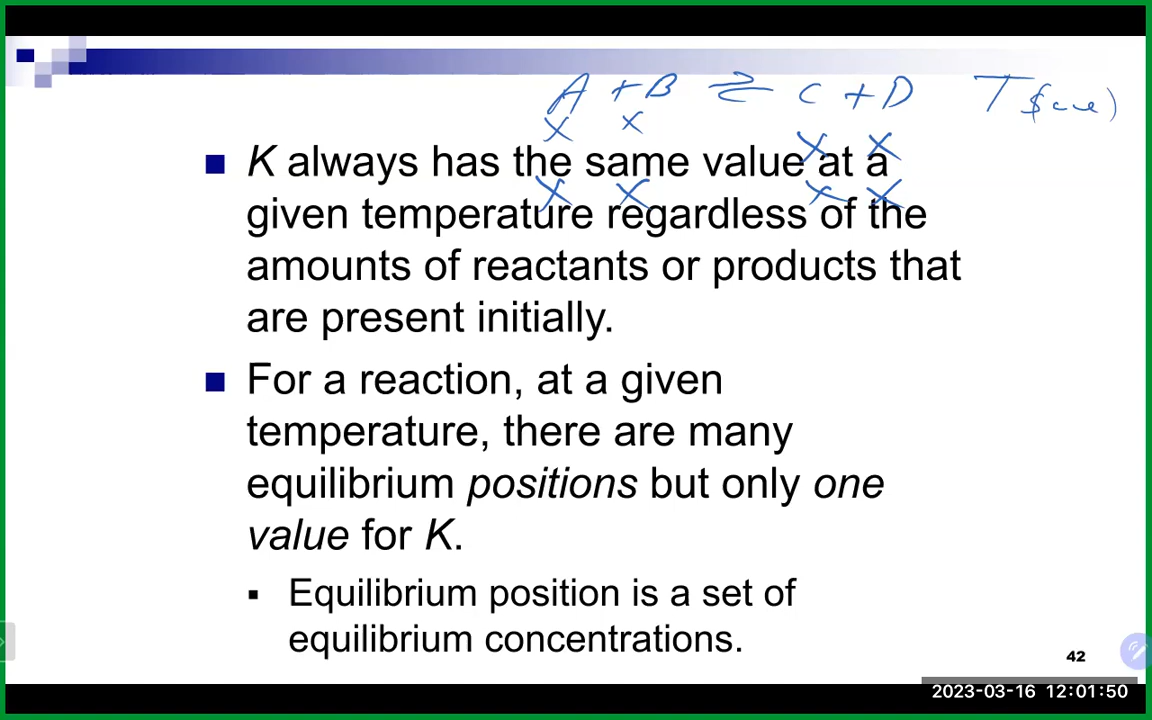 A + B ⇌ C + D T
X X
X X
■ K always has the same value at a
X X X X
given temperature regardless of the
amounts of reactants or products that
are present initially.
■ For a reaction, at a given
temperature, there are many
equilibrium positions but only one
value for K.
▪ Equilibrium position is a set of
equilibrium concentrations.
42
2023-03-16 12:01:50